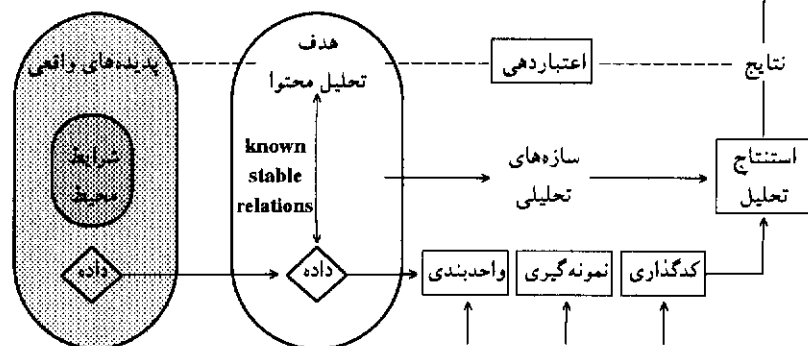 هدف
پدیده‌های واقعی
تحلیل محتوا
اعتباردهی
نتایج
known
stable
relations
شرایط
محیط
سازه‌های
تحلیلی
استنتاج
تحلیل
داده
داده
واحدبندی
نمونه‌گیری
کدگذاری